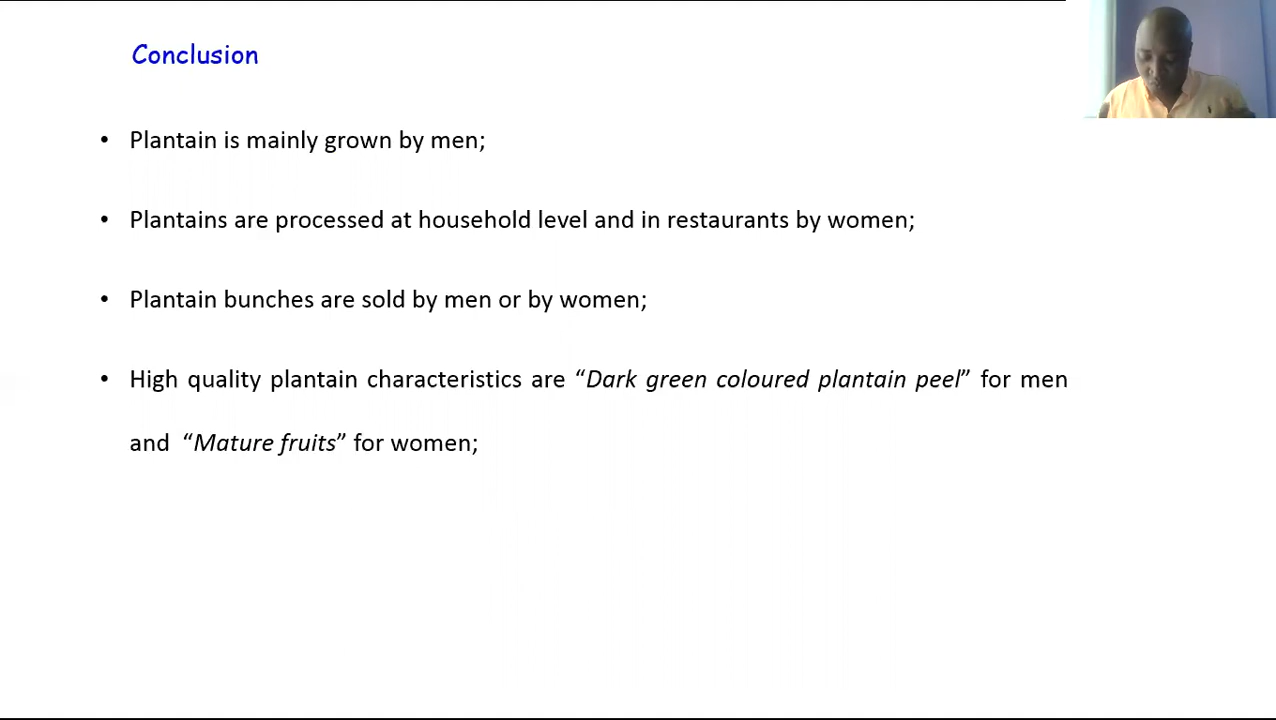 Conclusion
• Plantain is mainly grown by men;
• Plantains are processed at household level and in restaurants by women;
• Plantain bunches are sold by men or by women;
• High quality plantain characteristics are “Dark green coloured plantain peel” for men
and “Mature fruits” for women;